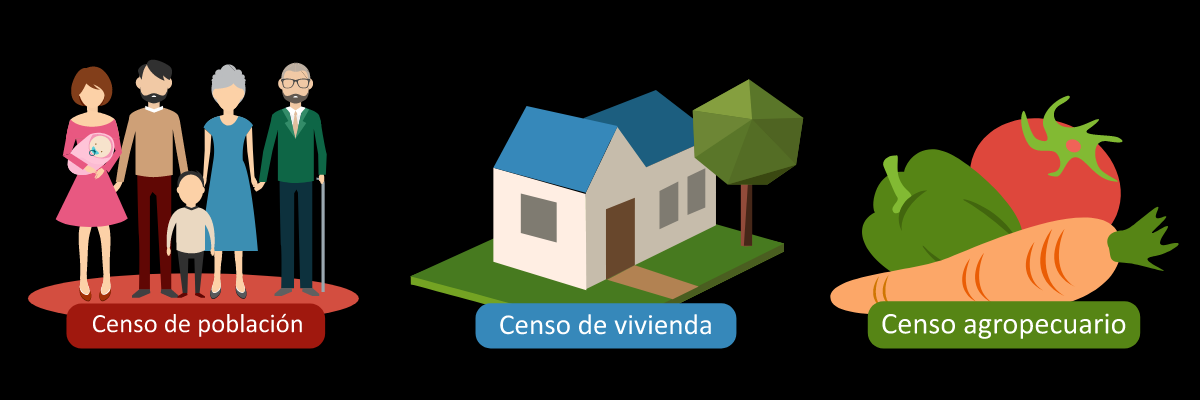 Censo de población
Censo de vivienda
Censo agropecuario